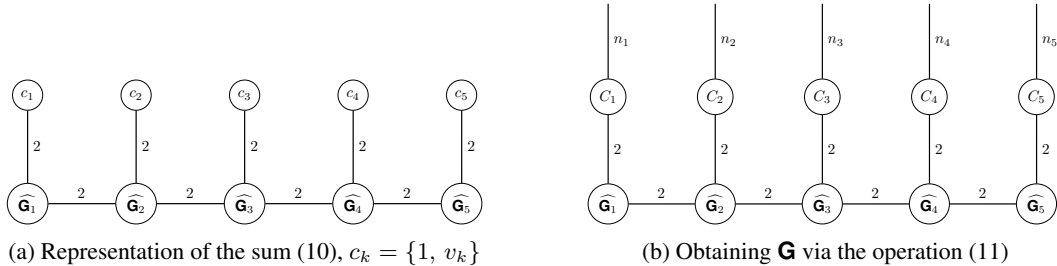 n₁ n₂ n₃ n₄ n₅
c₁ c₂ c₃ c₄ c₅
C₁ C₂ C₃ C₄ C₅
2 2 2 2 2
2 2 2 2 2
2 2 2 2
2 2 2 2
Ĝ₁ Ĝ₂ Ĝ₃ Ĝ₄ Ĝ₅
Ĝ₁ Ĝ₂ Ĝ₃ Ĝ₄ Ĝ₅
(a) Representation of the sum (10), cₖ = {1, vₖ}
(b) Obtaining G via the operation (11)